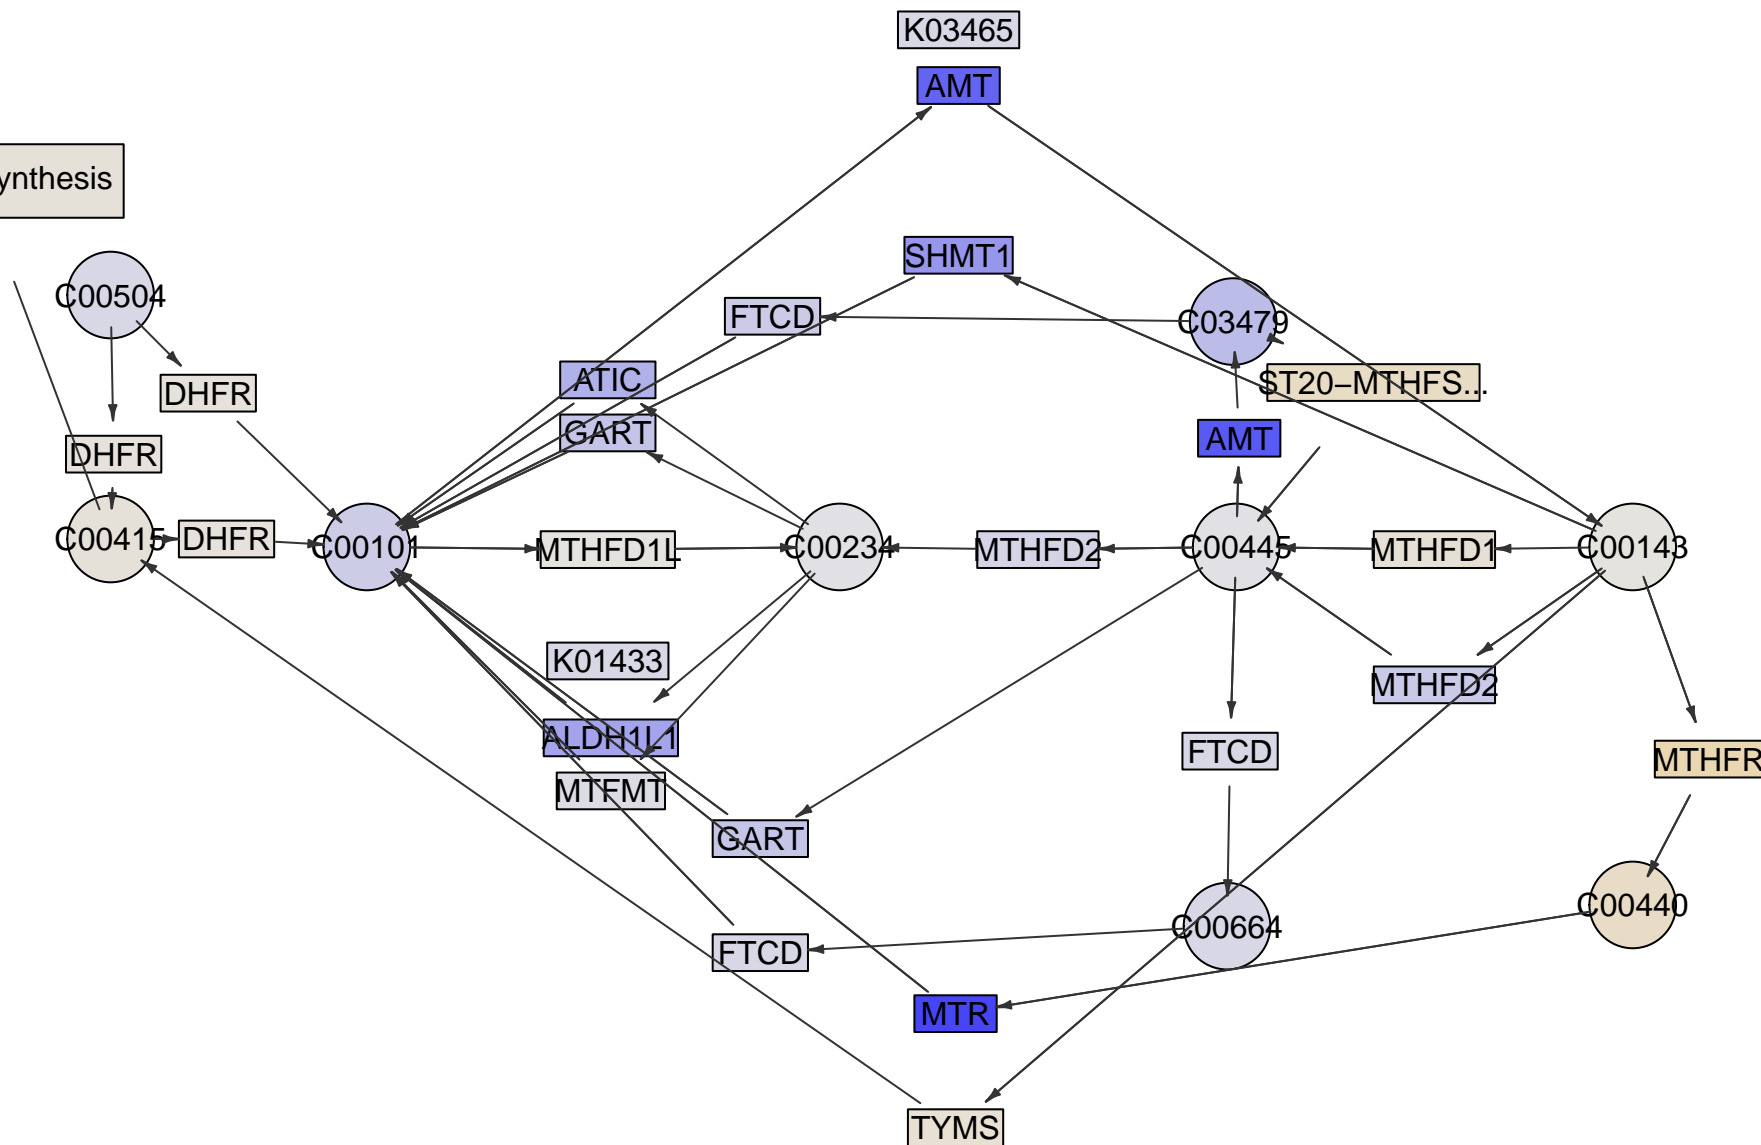 K03465
AMT
ynthesis
SHMT1
C00504
FTCD
C03479
ATIC
ST20–MTHFS...
DHFR
GART
AMT
DHFR
C00415
DHFR
C00101
MTHFD1L
C00234
MTHFD2
C00445
MTHFD1
C00143
K01433
MTHFD2
ALDH1L1
FTCD
MTHFR
MTFMT
GART
C00440
C00664
FTCD
MTR
TYMS